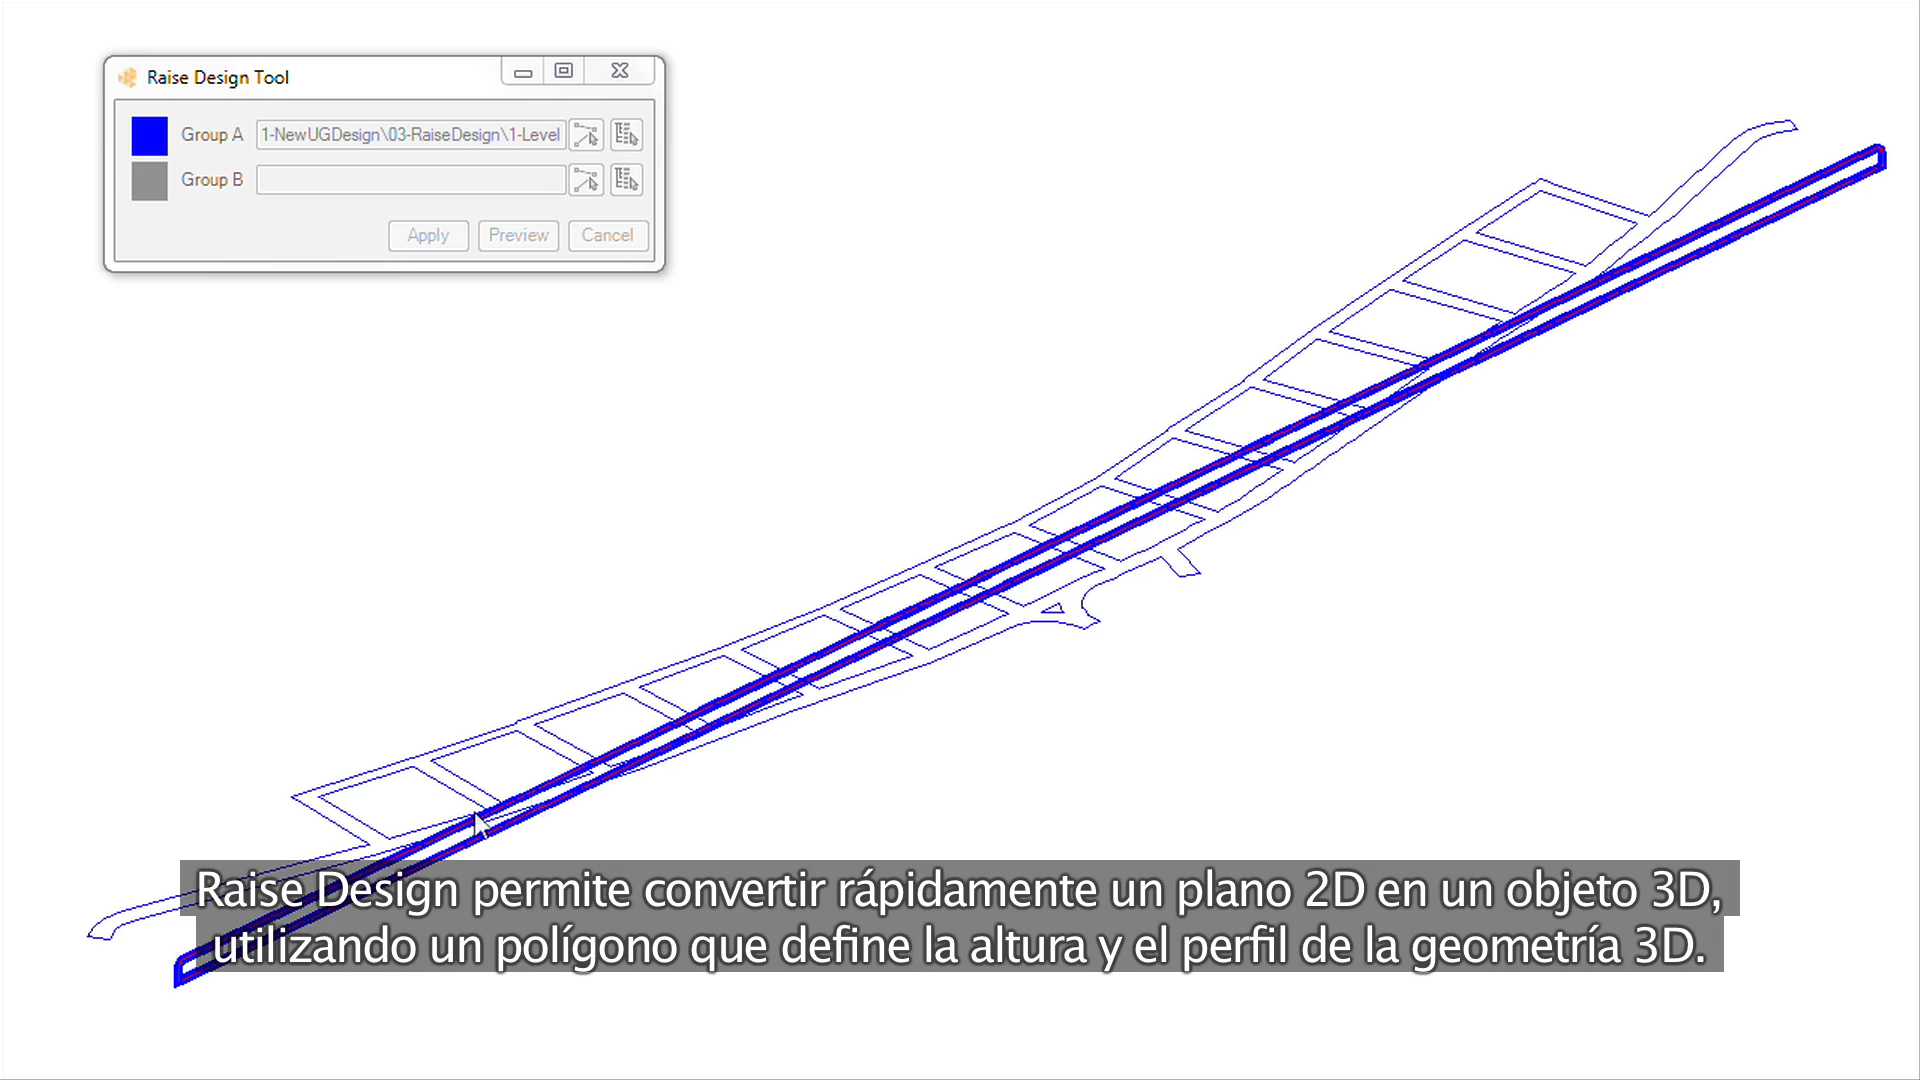 Raise Design Tool
Group A 1-NewUGDesign\03-RaiseDesign\1-Level
Group B
Apply Preview Cancel
Raise Design permite convertir rápidamente un plano 2D en un objeto 3D,
utilizando un polígono que define la altura y el perfil de la geometría 3D.